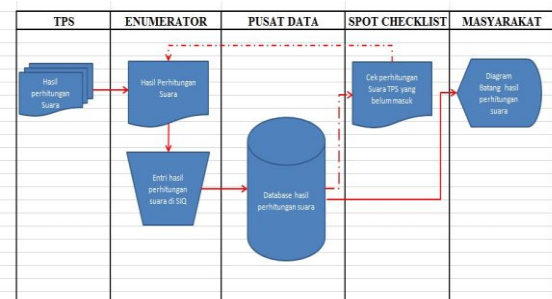 TPS
ENUMERATOR
PUSAT DATA
SPOT CHECKLIST
MASYARAKAT
Hasil
perhitungan
Suara
Hasil Perhitungan
Suara
Cek perhitungan
Suara TPS yang
belum masuk
Diagram
Batang hasil
perhitungan
suara
Entri hasil
perhitungan
suara di SIQ
Database hasil
perhitungan suara